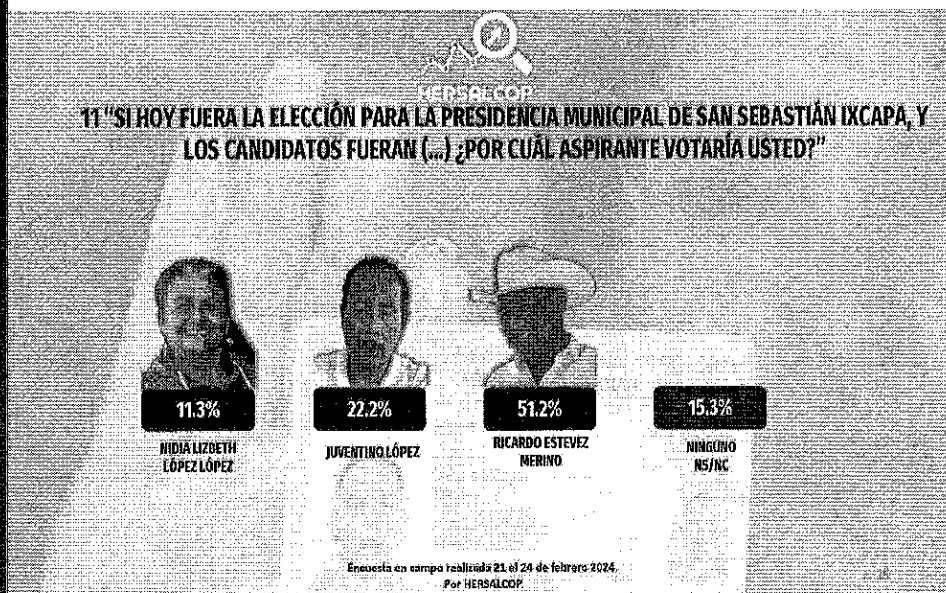 HERSALCOP
11 "SI HOY FUERA LA ELECCIÓN PARA LA PRESIDENCIA MUNICIPAL DE SAN SEBASTIÁN IXCAPA, Y
LOS CANDIDATOS FUERAN (...) ¿POR CUÁL ASPIRANTE VOTARÍA USTED?"
11.3%
22.2%
51.2%
15.3%
NIDIA LIZBETH
LÓPEZ LÓPEZ
JUVENTINO LÓPEZ
RICARDO ESTEVEZ
MERINO
NINGUNO
NS/NC
Encuesta en campo realizada 21 el 24 de febrero 2024.
Por HERSALCOP.